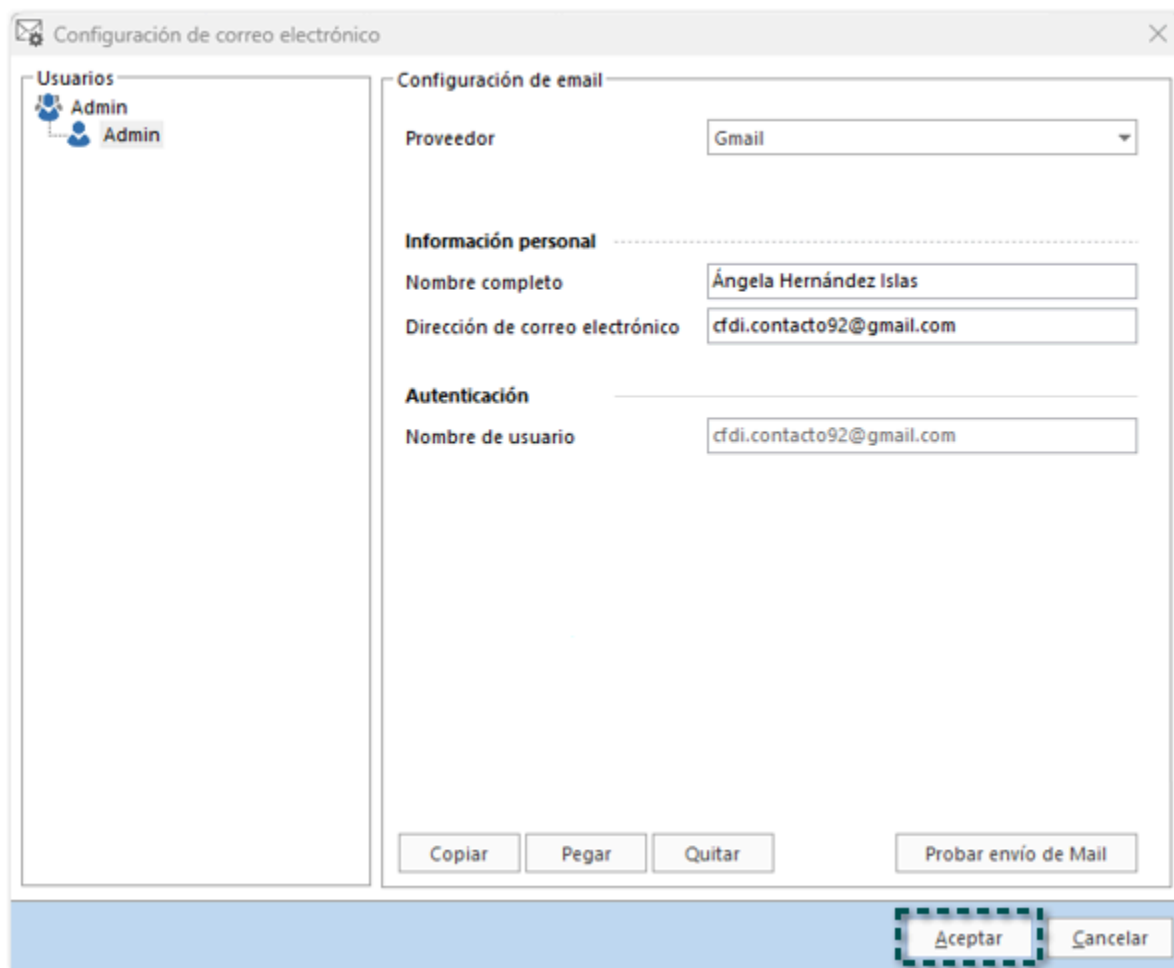 Configuración de correo electrónico
Usuarios
Admin
Admin
Configuración de email
Proveedor
Gmail
Información personal
Nombre completo
Ángela Hernández Islas
Dirección de correo electrónico
cfdi.contacto92@gmail.com
Autenticación
Nombre de usuario
cfdi.contacto92@gmail.com
Copiar
Pegar
Quitar
Probar envío de Mail
Aceptar
Cancelar